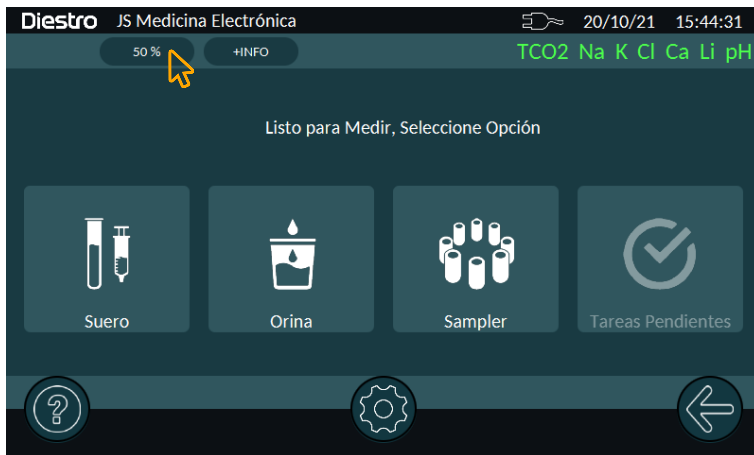 Diestro JS Medicina Electrónica 20/10/21 15:44:31
50 % +INFO TCO2 Na K Cl Ca Li pH
Listo para Medir, Seleccione Opción
Suero Orina Sampler Tareas Pendientes
?